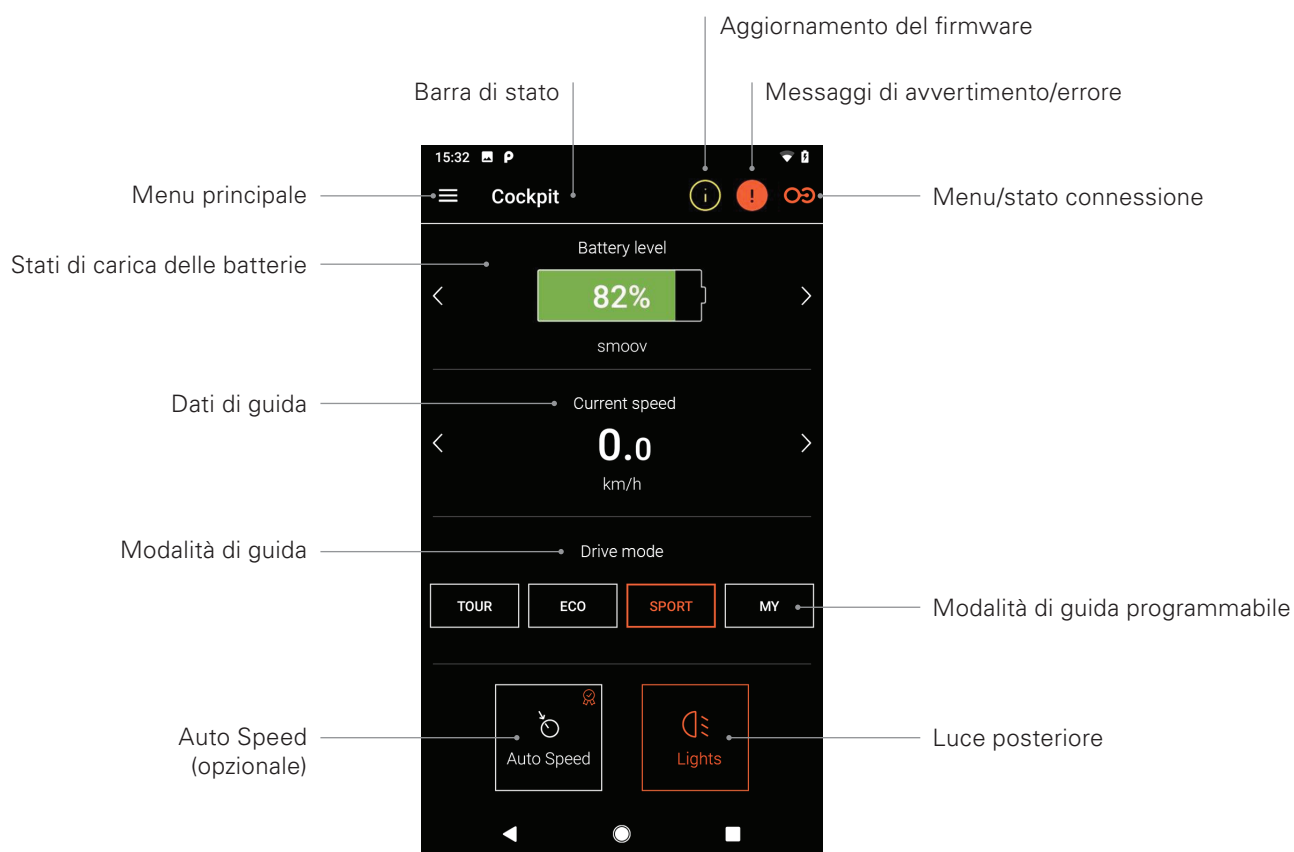 Aggiornamento del firmware
Barra di stato
Messaggi di avvertimento/errore
15:32
Menu principale
Cockpit
Menu/stato connessione
Stati di carica delle batterie
Battery level
82%
smoov
Dati di guida
Current speed
0.0
km/h
Modalità di guida
Drive mode
TOUR
ECO
SPORT
MY
Modalità di guida programmabile
Auto Speed
(opzionale)
Auto Speed
Lights
Luce posteriore